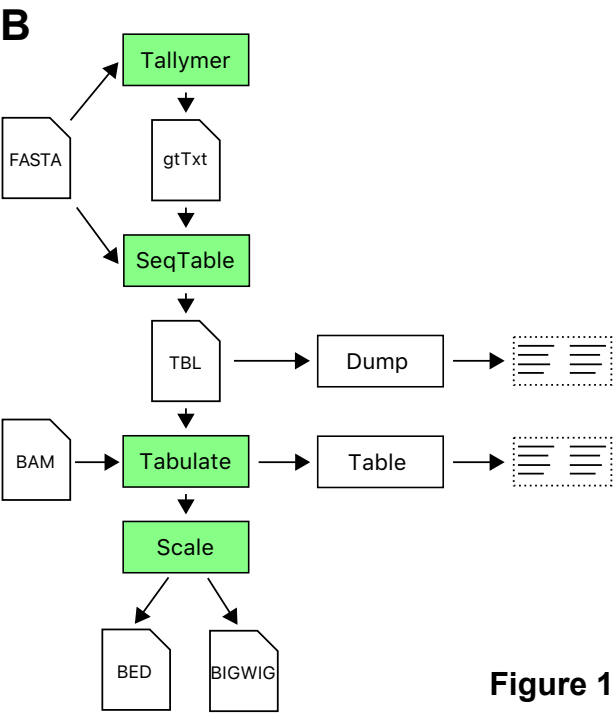 B
Tallymer
FASTA
gtTxt
SeqTable
TBL
Dump
BAM
Tabulate
Table
Scale
BED
BIGWIG
Figure 1